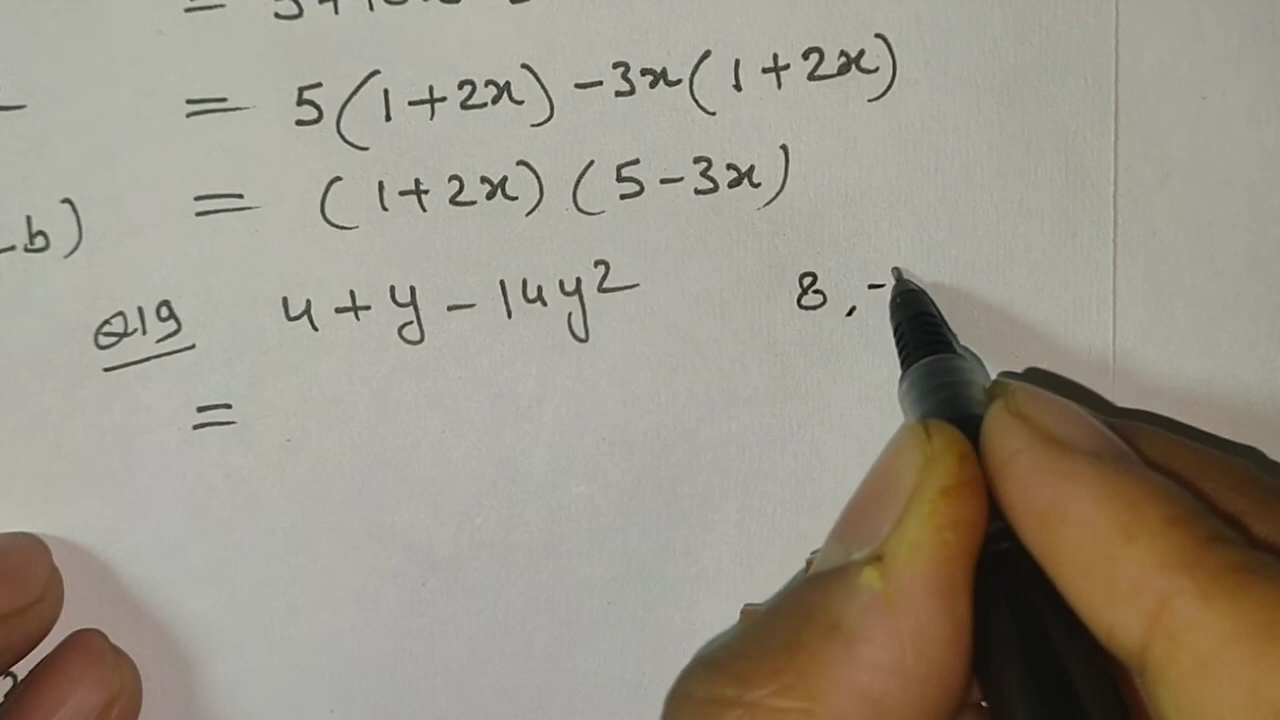 = 5(1+2x) -3x(1+2x)
= (1+2x) (5-3x)
b)
Q19 4+y-14y²
8, -
=